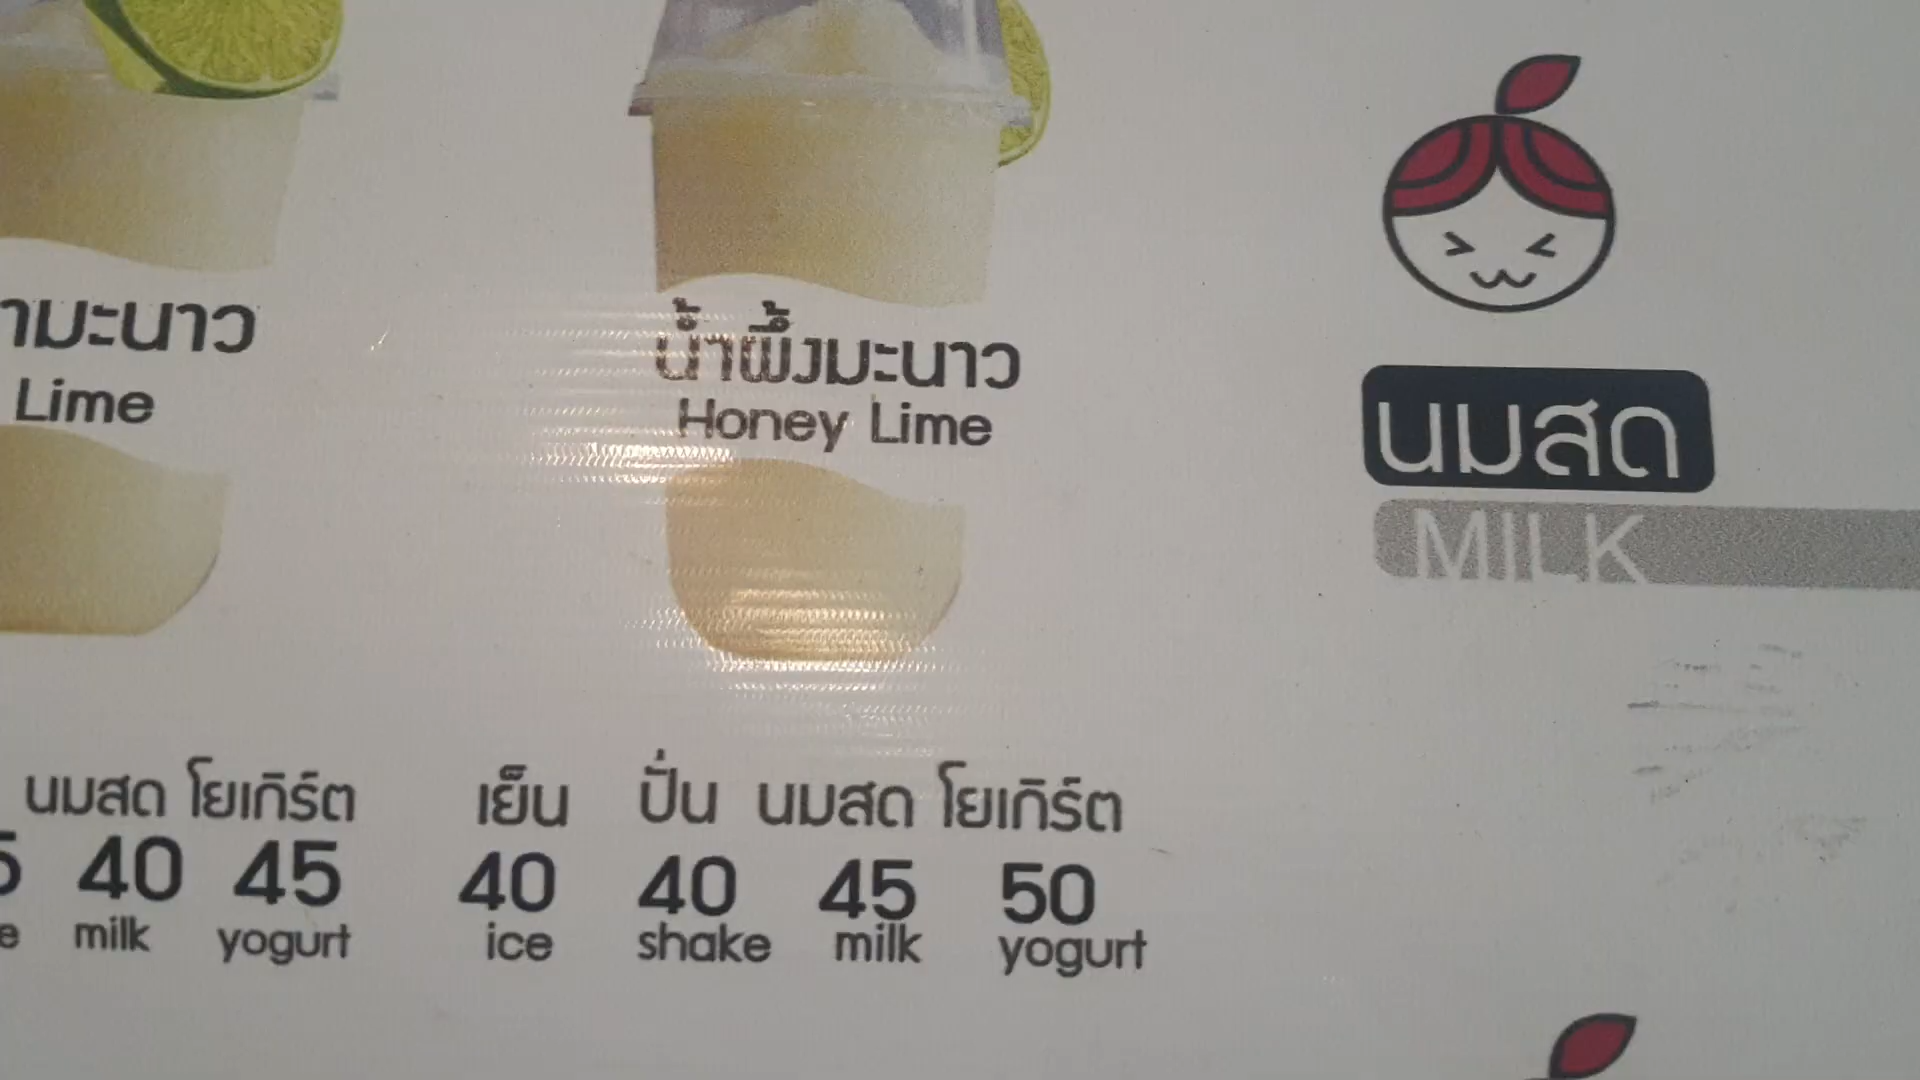 มะนาว
Lime
น้ำผึ้งมะนาว
Honey Lime
นมสด
MILK
นมสด โยเกิร์ต
40 45
milk yogurt
เย็น ปั่น นมสด โยเกิร์ต
40 40 45 50
ice shake milk yogurt